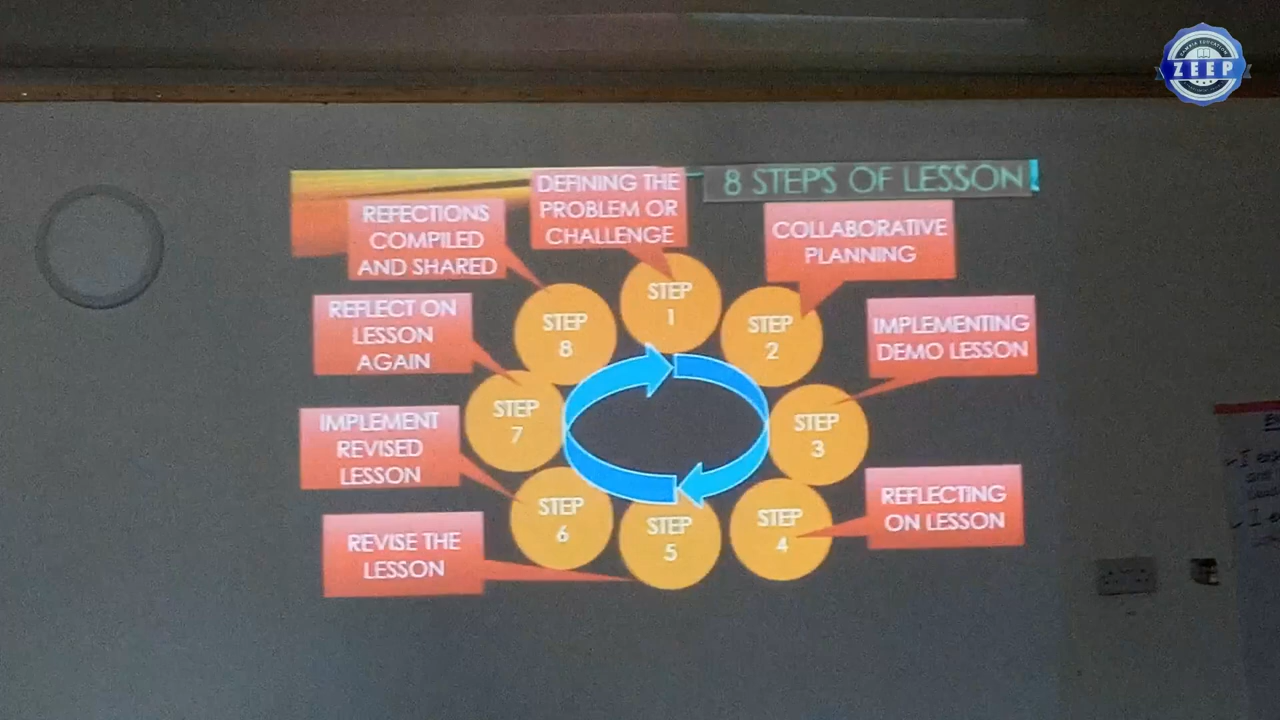 ZEEP
8 STEPS OF LESSON
DEFINING THE
PROBLEM OR
CHALLENGE
STEP
1
COLLABORATIVE
PLANNING
STEP
2
IMPLEMENTING
DEMO LESSON
STEP
3
REFLECTING
ON LESSON
STEP
4
REVISE THE
LESSON
STEP
5
IMPLEMENT
REVISED
LESSON
STEP
6
REFLECT ON
LESSON
AGAIN
STEP
7
REFECTIONS
COMPILED
AND SHARED
STEP
8